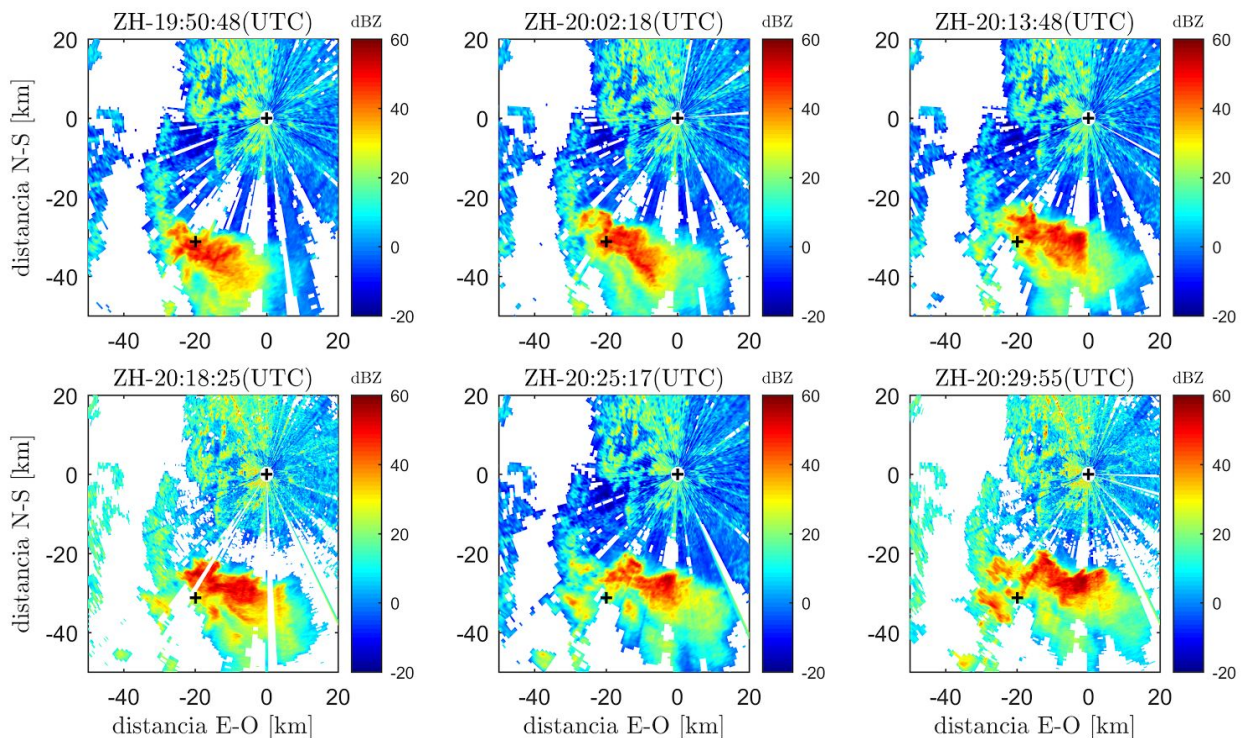 ZH-19:50:48(UTC) dBZ ZH-20:02:18(UTC) dBZ ZH-20:13:48(UTC) dBZ
20 60 20 60 20 60
0 40 0 40 0 40
20 20 20
-20 0 -20 0 -20 0
-40 -40 -40
-20 -20 -20
distancia N-S [km]
-40 -20 0 20 -40 -20 0 20 -40 -20 0 20
ZH-20:18:25(UTC) dBZ ZH-20:25:17(UTC) dBZ ZH-20:29:55(UTC) dBZ
20 60 20 60 20 60
0 40 0 40 0 40
20 20 20
-20 0 -20 0 -20 0
-40 -40 -40
-20 -20 -20
distancia N-S [km]
-40 -20 0 20 -40 -20 0 20 -40 -20 0 20
distancia E-O [km] distancia E-O [km] distancia E-O [km]